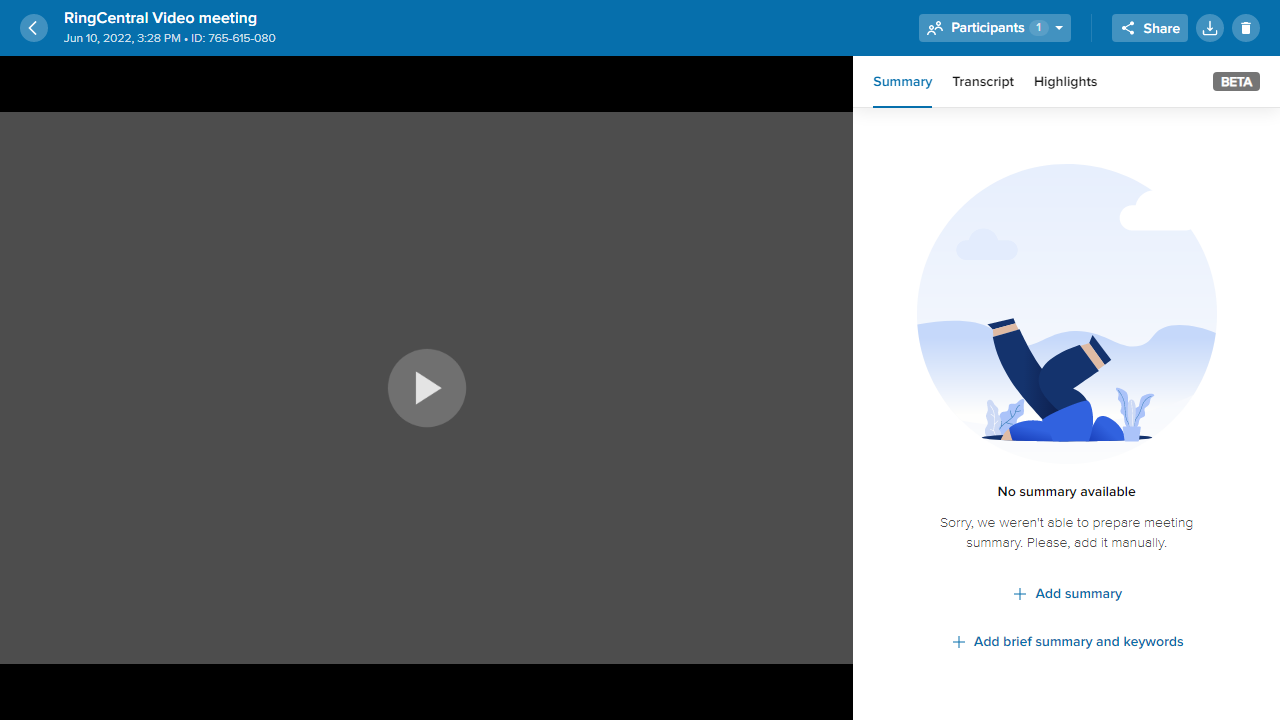 RingCentral Video meeting
Jun 10, 2022, 3:28 PM • ID: 765-615-080
Participants 1
Share
Summary
Transcript
Highlights
BETA
No summary available
Sorry, we weren't able to prepare meeting
summary. Please, add it manually.
Add summary
Add brief summary and keywords